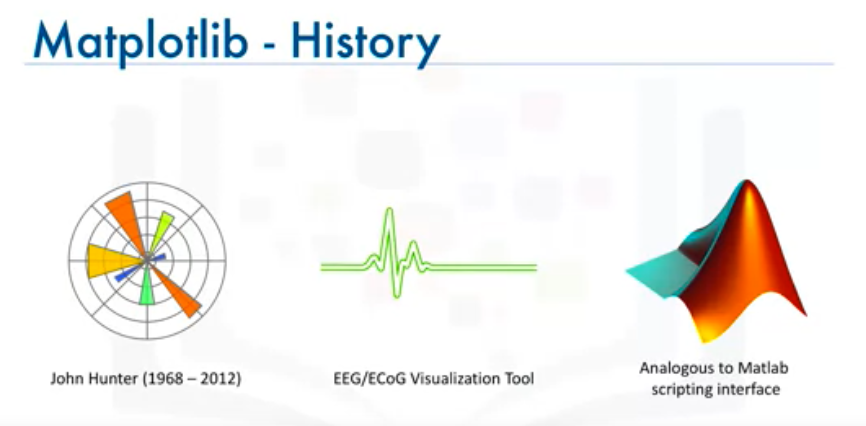 Matplotlib - History
John Hunter (1968 – 2012)
EEG/ECoG Visualization Tool
Analogous to Matlab
scripting interface